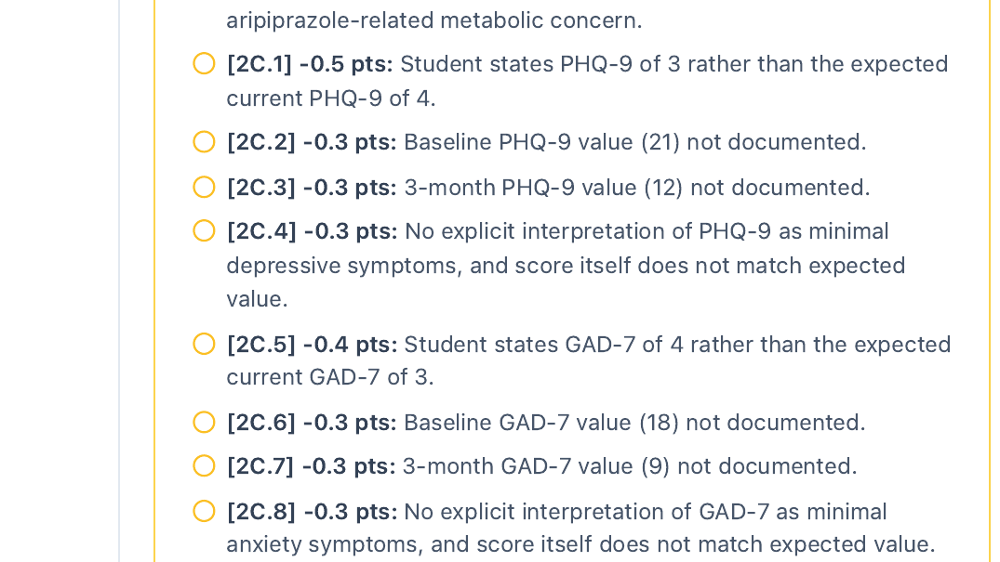 aripiprazole-related metabolic concern.
[2C.1] -0.5 pts: Student states PHQ-9 of 3 rather than the expected
current PHQ-9 of 4.
[2C.2] -0.3 pts: Baseline PHQ-9 value (21) not documented.
[2C.3] -0.3 pts: 3-month PHQ-9 value (12) not documented.
[2C.4] -0.3 pts: No explicit interpretation of PHQ-9 as minimal
depressive symptoms, and score itself does not match expected
value.
[2C.5] -0.4 pts: Student states GAD-7 of 4 rather than the expected
current GAD-7 of 3.
[2C.6] -0.3 pts: Baseline GAD-7 value (18) not documented.
[2C.7] -0.3 pts: 3-month GAD-7 value (9) not documented.
[2C.8] -0.3 pts: No explicit interpretation of GAD-7 as minimal
anxiety symptoms, and score itself does not match expected value.